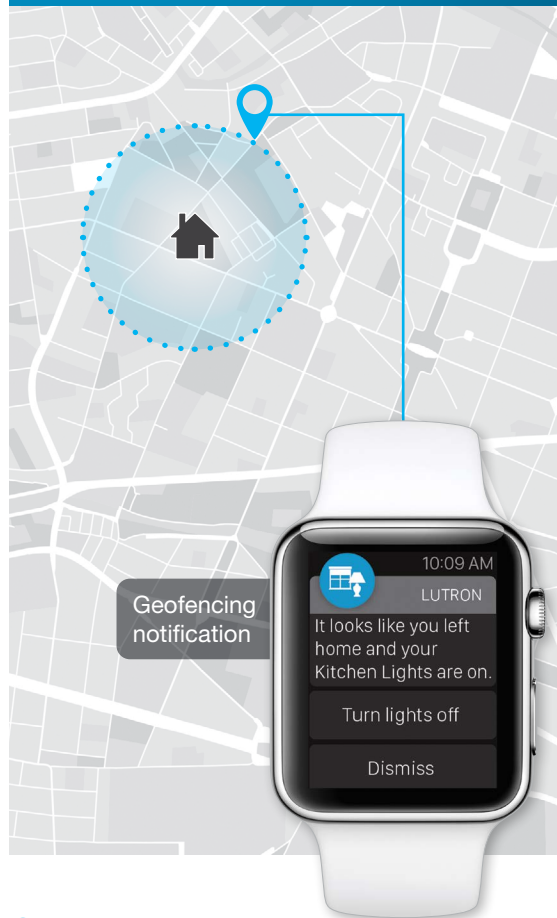 10:09 AM
LUTRON
Geofencing
notification
It looks like you left
home and your
Kitchen Lights are on.
Turn lights off
Dismiss